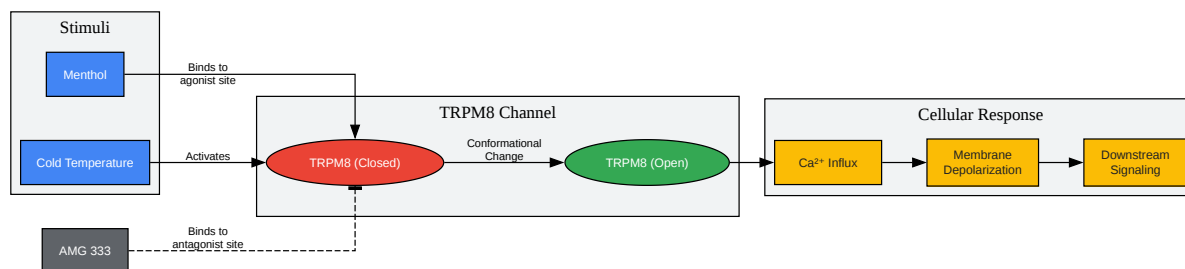 Stimuli
Menthol
Cold Temperature
AMG 333
Binds to
agonist site
Activates
Binds to
antagonist site
TRPM8 Channel
TRPM8 (Closed)
Conformational
Change
TRPM8 (Open)
Cellular Response
Ca²⁺ Influx
Membrane
Depolarization
Downstream
Signaling